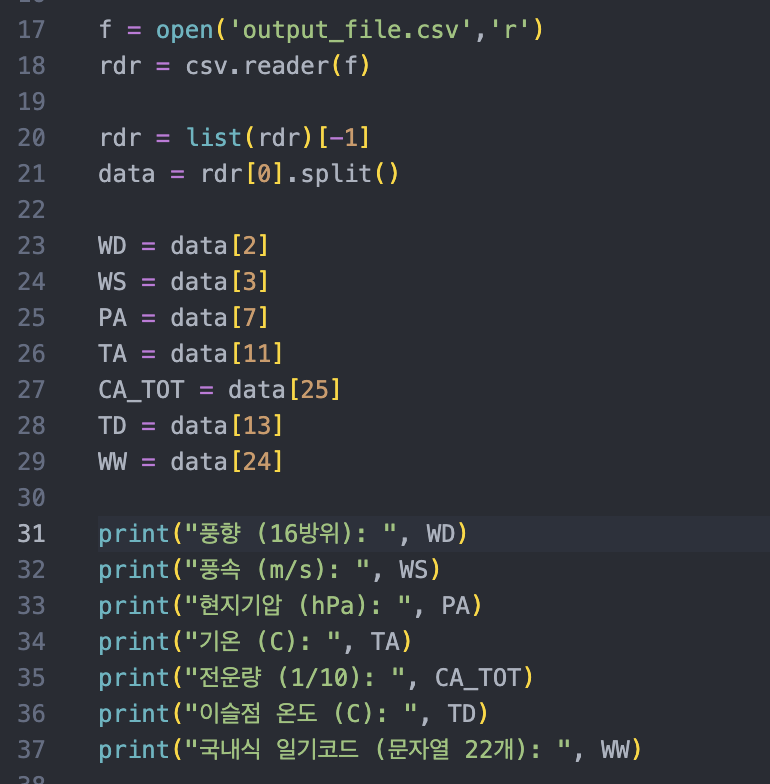 17 f = open('output_file.csv','r')
18 rdr = csv.reader(f)
19
20 rdr = list(rdr)[-1]
21 data = rdr[0].split()
22
23 WD = data[2]
24 WS = data[3]
25 PA = data[7]
26 TA = data[11]
27 CA_TOT = data[25]
28 TD = data[13]
29 WW = data[24]
30
31 print("풍향 (16방위): ", WD)
32 print("풍속 (m/s): ", WS)
33 print("현지기압 (hPa): ", PA)
34 print("기온 (C): ", TA)
35 print("전운량 (1/10): ", CA_TOT)
36 print("이슬점 온도 (C): ", TD)
37 print("국내식 일기코드 (문자열 22개): ", WW)
38